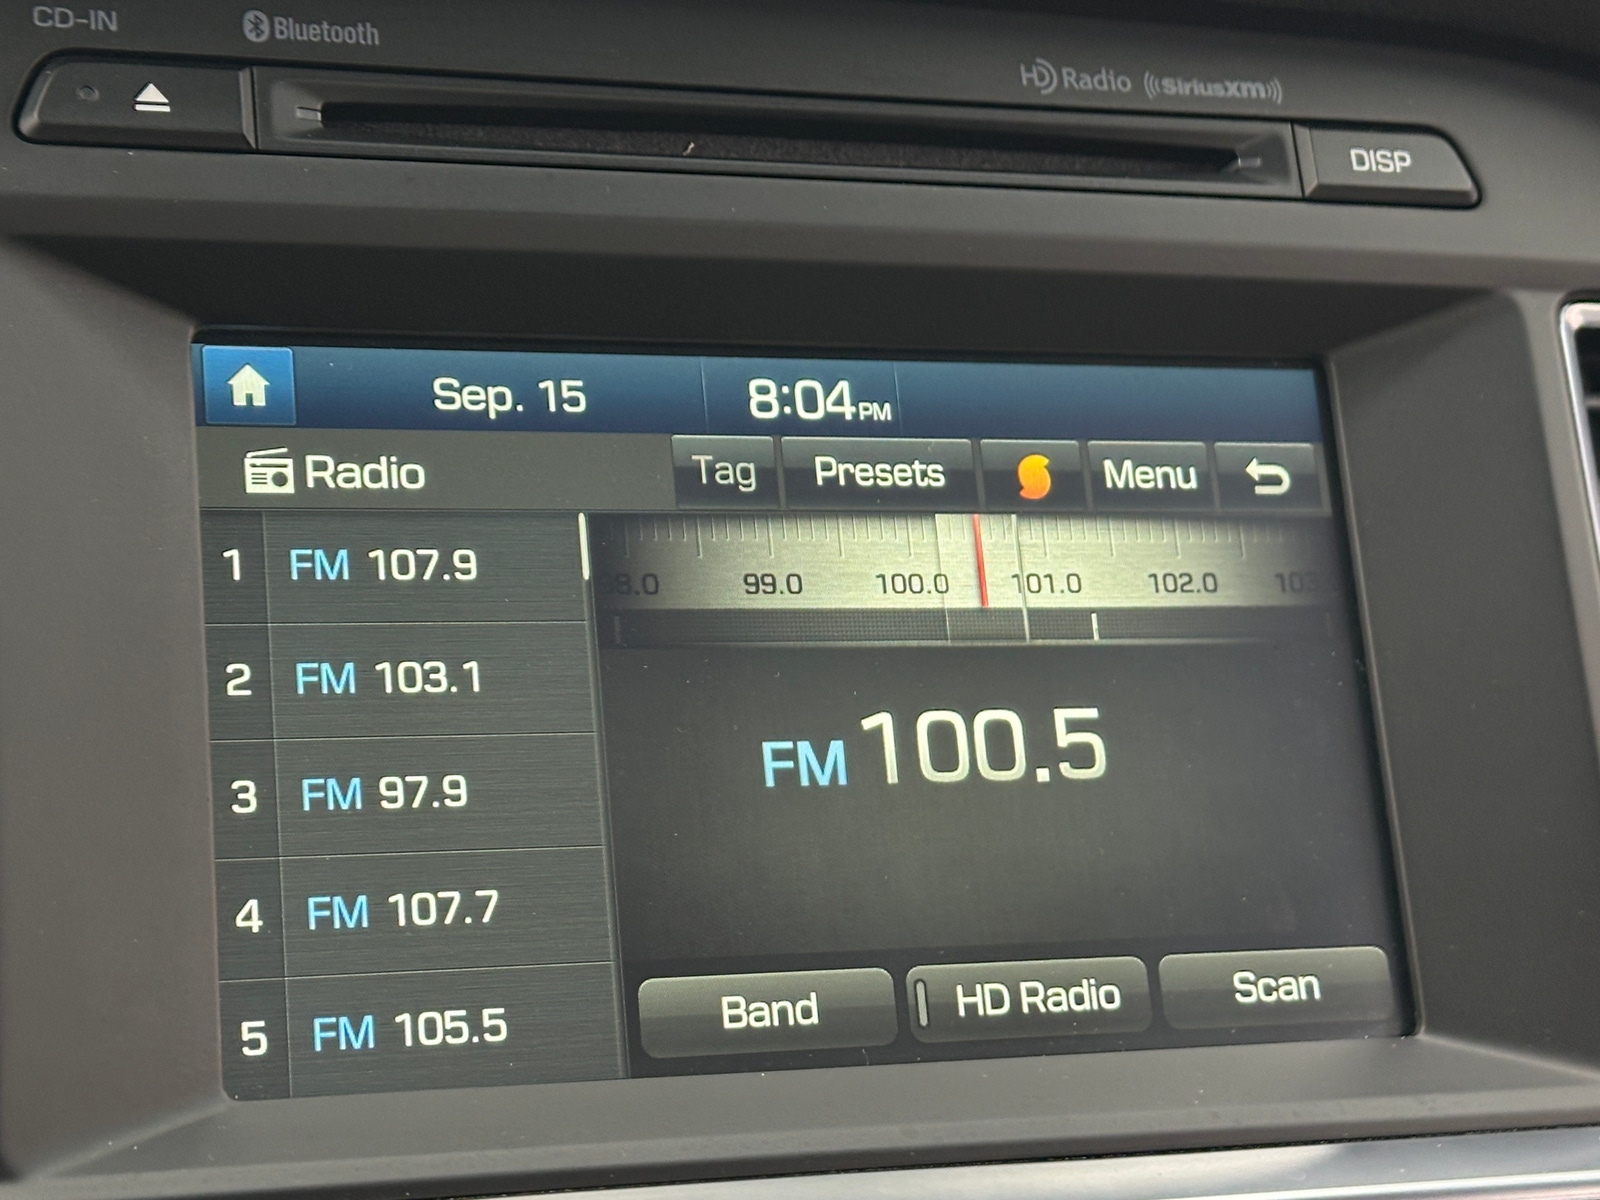 CD-IN
Bluetooth
HD Radio ((SiriusXM))
DISP
Sep. 15 8:04 PM
Radio Tag Presets Menu
1 FM 107.9
2 FM 103.1
3 FM 97.9
4 FM 107.7
5 FM 105.5
99.0 100.0 101.0 102.0
FM 100.5
Band HD Radio Scan